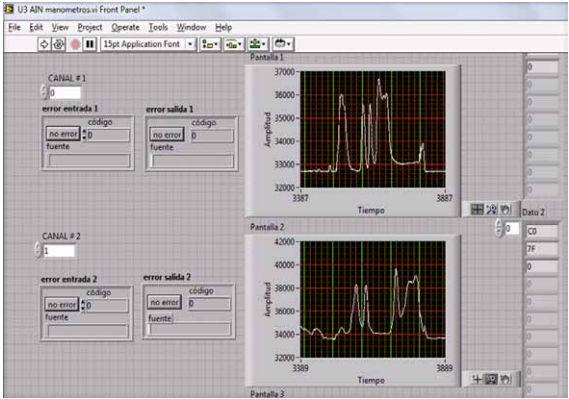 U3 AIN manometros.vi Front Panel *
File Edit View Project Operate Tools Window Help
15pt Application Font
Pantalla 1
CANAL # 1
0
error entrada 1
código
no error
0
fuente
error salida 1
código
no error
0
fuente
37000
36000
35000
34000
33000
32000
Amplitud
3387
3887
Tiempo
0
Pantalla 2
Dato 2
0
C0
7F
0
CANAL # 2
1
error entrada 2
código
no error
0
fuente
error salida 2
código
no error
0
fuente
42000
40000
38000
36000
34000
32000
Amplitud
3389
3889
Tiempo
Pantalla 3